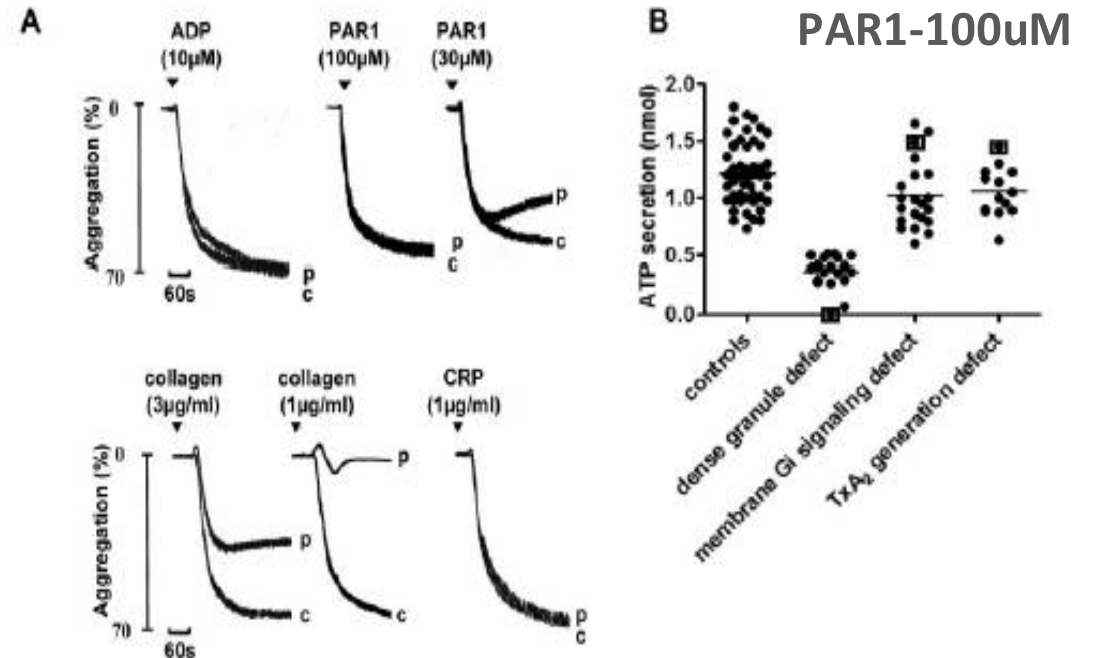 A
ADP
(10µM)
PAR1
(100µM)
PAR1
(30µM)
Aggregation (%)
0
70
60s
p
c
p
c
p
c
collagen
(3µg/ml)
collagen
(1µg/ml)
CRP
(1µg/ml)
Aggregation (%)
0
70
60s
p
c
p
c
p
c
B
PAR1-100uM
ATP secretion (nmol)
2.0
1.5
1.0
0.5
0.0
controls
dense granule defect
membrane Gi signaling defect
TxA₂ generation defect